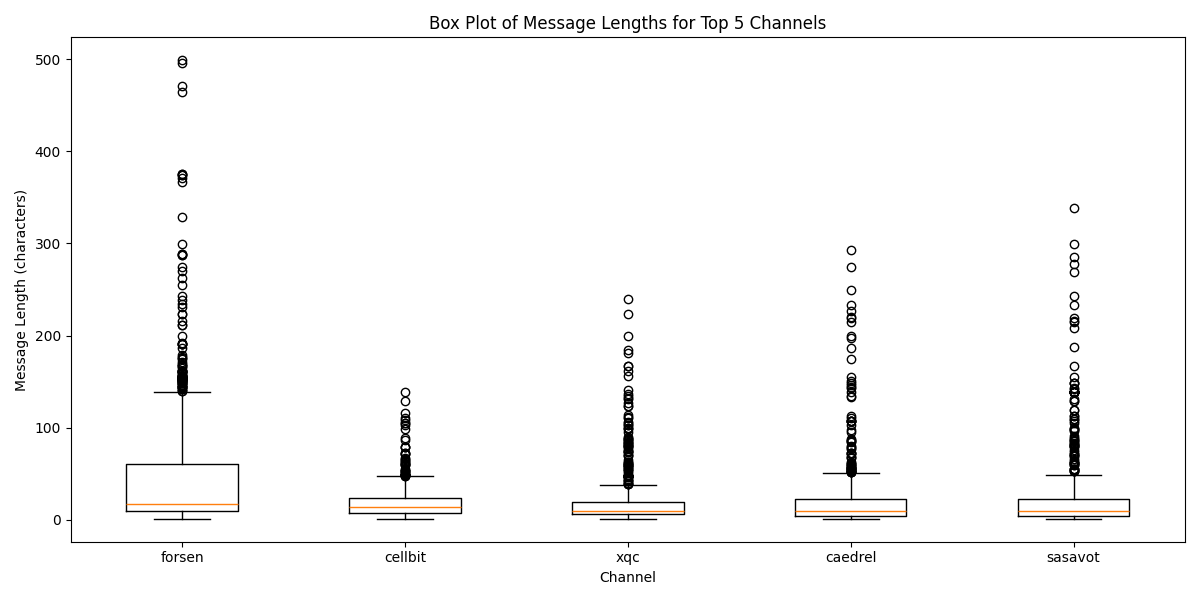 Box Plot of Message Lengths for Top 5 Channels
Message Length (characters)
500
400
300
200
100
0
forsen cellbit xqc caedrel sasavot
Channel